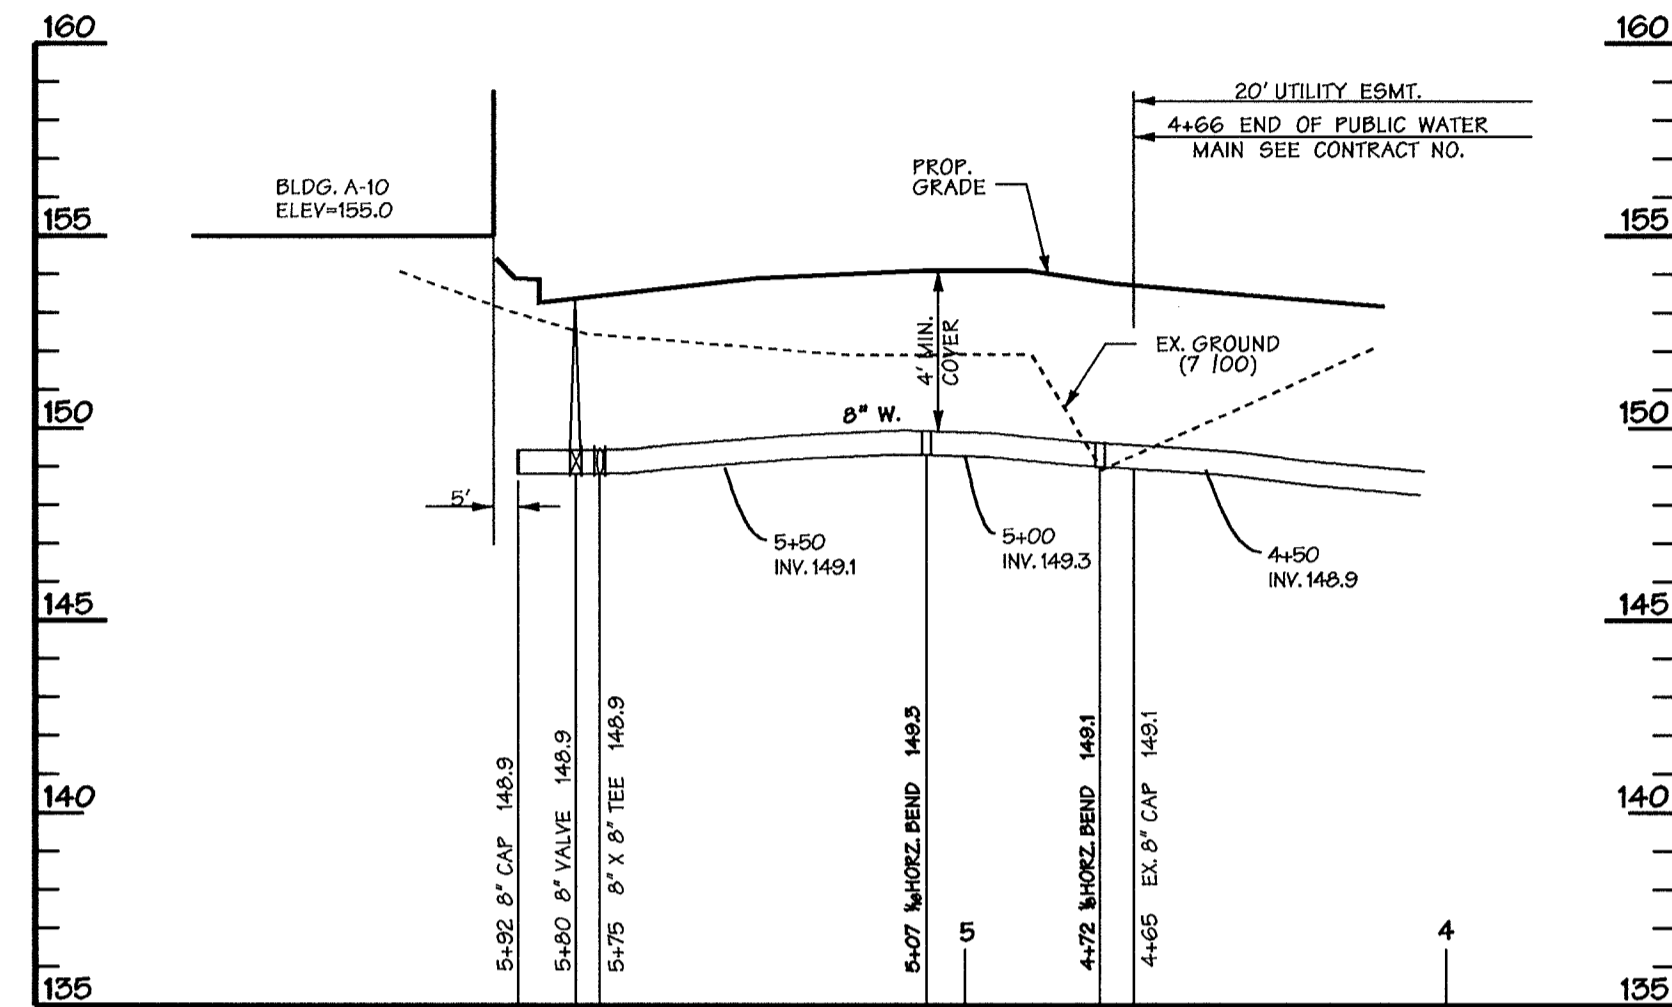 160
160
20' UTILITY ESMT.
4+66 END OF PUBLIC WATER
MAIN SEE CONTRACT NO.
PROP.
GRADE
BLDG. A-10
ELEV=155.0
155
155
4' MIN.
COVER
EX. GROUND
(7 /00)
8" W.
150
150
5'
5+50
INV. 149.1
5+00
INV. 149.3
4+50
INV. 148.9
145
145
5+92 8" CAP 148.9
5+80 8" VALVE 148.9
5+75 8" X 8" TEE 148.9
5+07 1/16 HORZ. BEND 149.3
4+72 HORZ. BEND 149.1
4+65 EX. 8" CAP 149.1
140
140
5
4
135
135